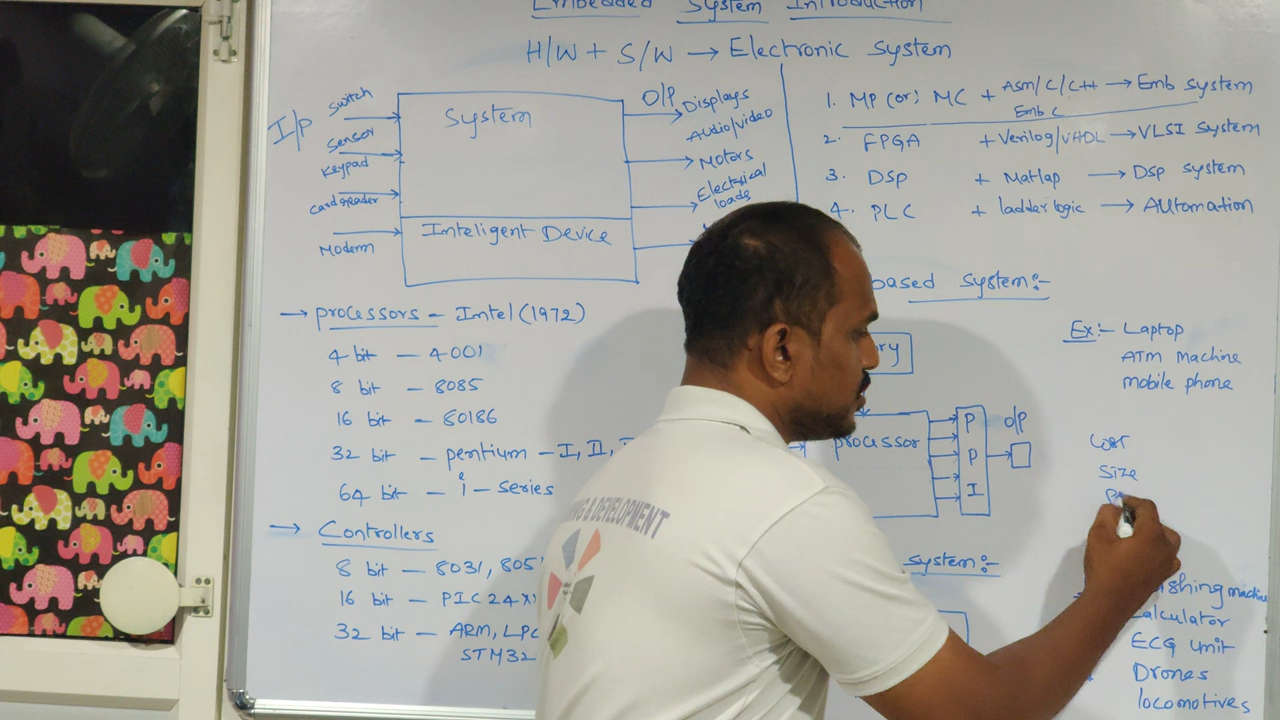 Embedded System Introduction
H/W + S/W → Electronic system
I/p
Switch
Sensor
Keypad
Card reader
Modem
System
Inteligent Device
O/P
Displays
Audio/video
Motors
Electrical
loads
1. MP (or) MC + Asm/C/C++ → Emb system
Emb C
2. FPGA + Verilog/VHDL → VLSI system
3. DSP + Matlap → DSP system
4. PLC + ladder logic → Automation
→ processors - Intel (1972)
4 bit - 4001
8 bit - 8085
16 bit - 80186
32 bit - pentium - I, II,
64 bit - i - series
→ Controllers
8 bit - 8031, 805
16 bit - PIC 24X
32 bit - ARM, LPC
STM32
based system:-
Ex:- Laptop
ATM Machine
mobile phone
processor
P
P
I
O/P
Cost
Size
system:-
machine
Calculator
ECG Unit
Drones
locomotives
& DEVELOPMENT